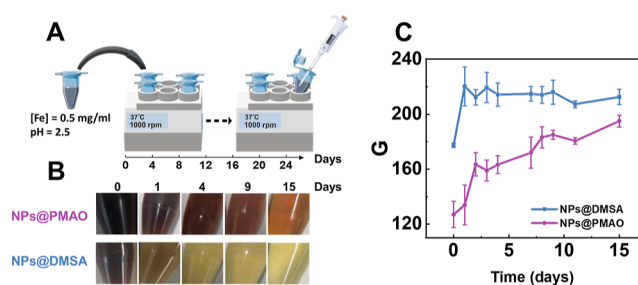 A
[Fe] = 0.5 mg/ml
pH = 2.5
37°C
1000 rpm
37°C
1000 rpm
0 4 8 12 16 20 24 Days
B
0 1 4 9 15 Days
NPs@PMAO
NPs@DMSA
C
G
240
200
160
120
NPs@DMSA
NPs@PMAO
0 5 10 15
Time (days)